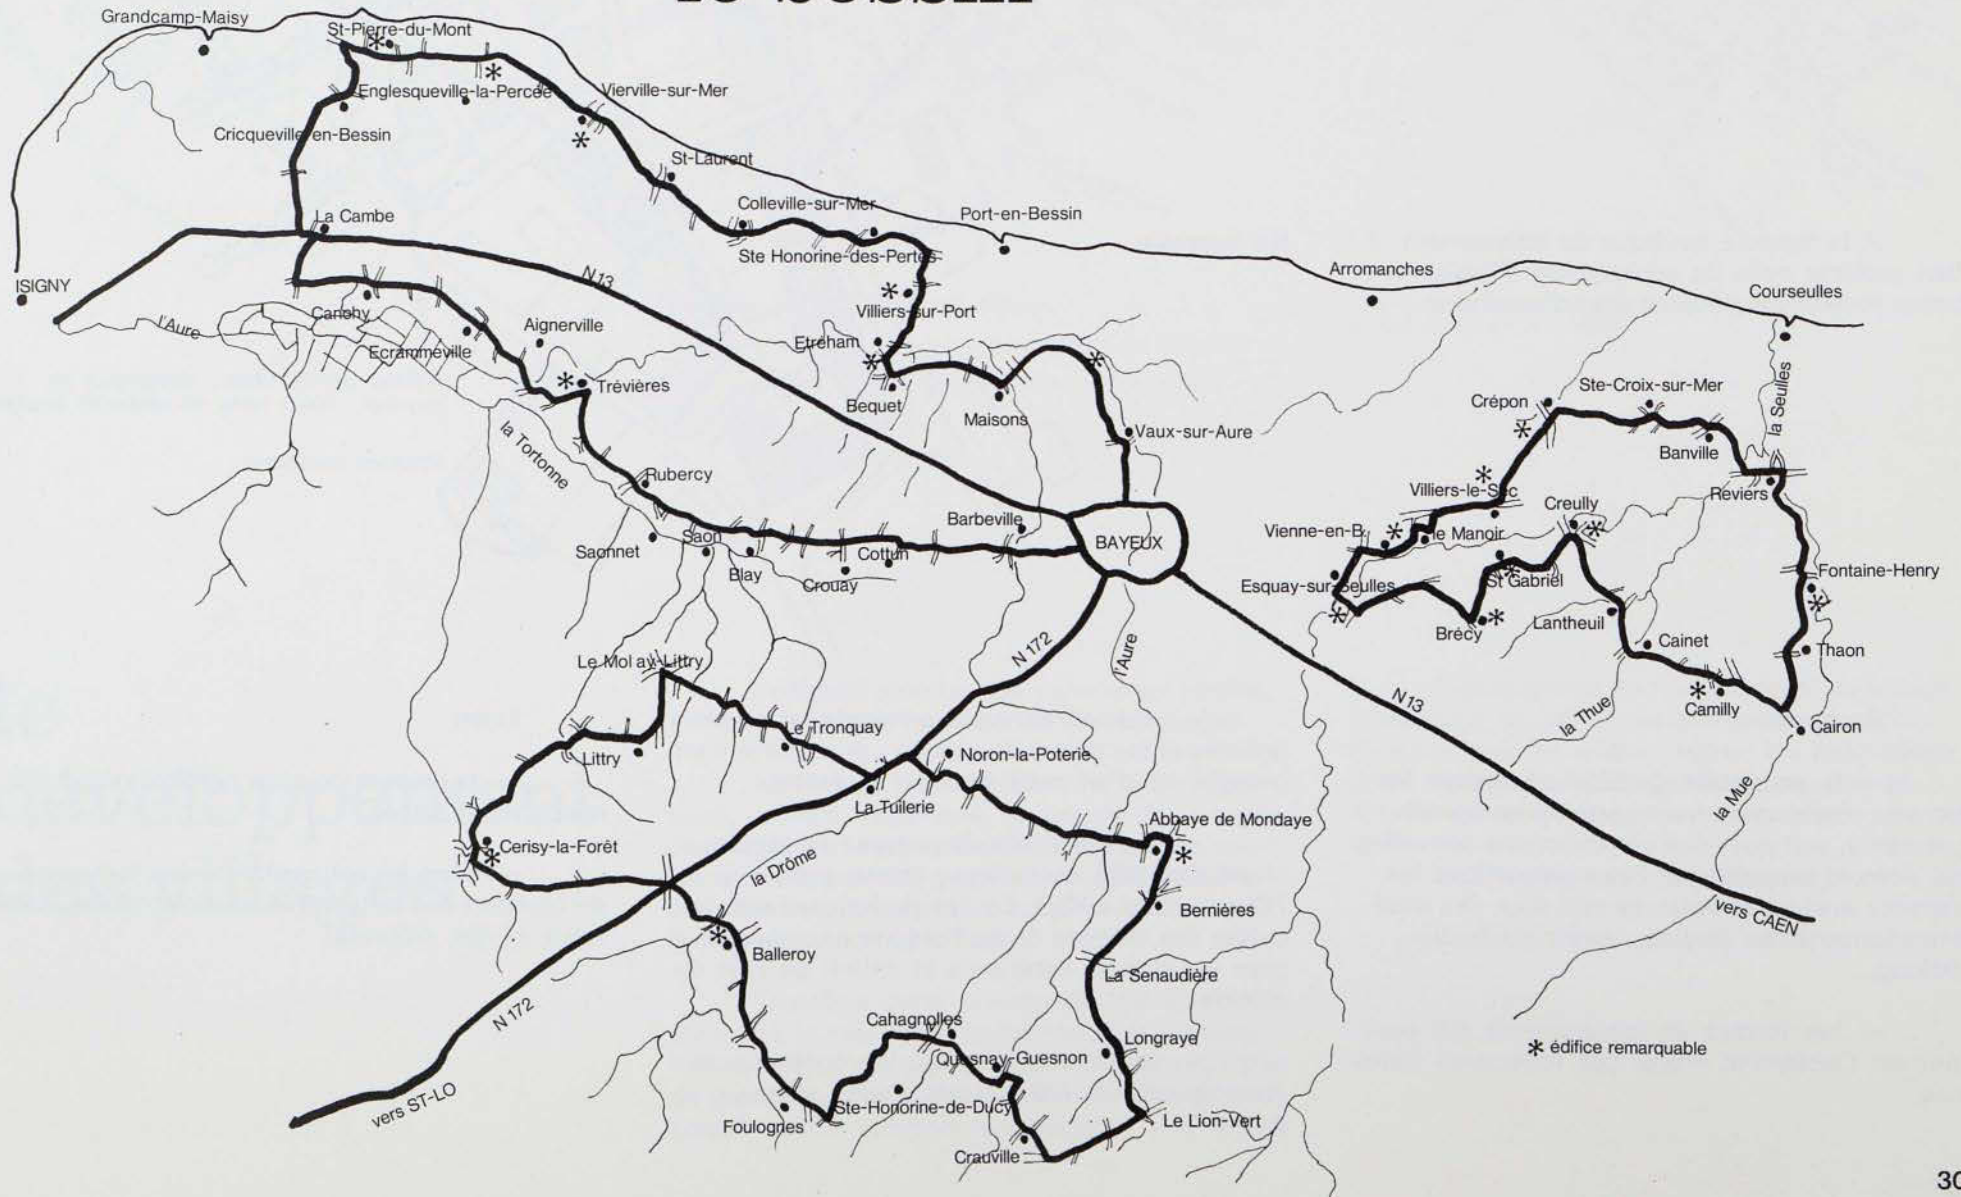 Grandcamp-Maisy
St-Pierre-du-Mont
Englesqueville-la-Percée
Vierville-sur-Mer
Cricqueville-en-Bessin
St-Laurent
La Cambe
Colleville-sur-Mer
Port-en-Bessin
Ste Honorine-des-Pertes
Arromanches
Courseulles
ISIGNY
N 13
l'Aure
Canchy
Villiers-sur-Port
Aignerville
Ecrammeville
Etréham
Trévières
Bequet
Maisons
Vaux-sur-Aure
Crépon
Ste-Croix-sur-Mer
la Seulles
Banville
la Tortonne
Rubercy
Villiers-le-Sec
Reviers
Creully
Barbeville
Vienne-en-B.
le Manoir
Saonnet
Saon
Blay
Cottun
Crouay
BAYEUX
Esquay-sur-Seulles
St Gabriel
Fontaine-Henry
Brécy
Lantheuil
Cainet
Thaon
N 172
l'Aure
Le Molay-Littry
N 13
la Thue
Camilly
Cairon
Littry
Le Tronquay
Noron-la-Poterie
La Tuilerie
la Mue
Cerisy-la-Forêt
la Drôme
Abbaye de Mondaye
Bernières
vers CAEN
Balleroy
La Senaudière
N 172
Cahagnolles
Longraye
Quesnay-Guesnon
* édifice remarquable
vers ST-LO
Foulognes
Ste-Honorine-de-Ducy
Le Lion-Vert
Crauville
30